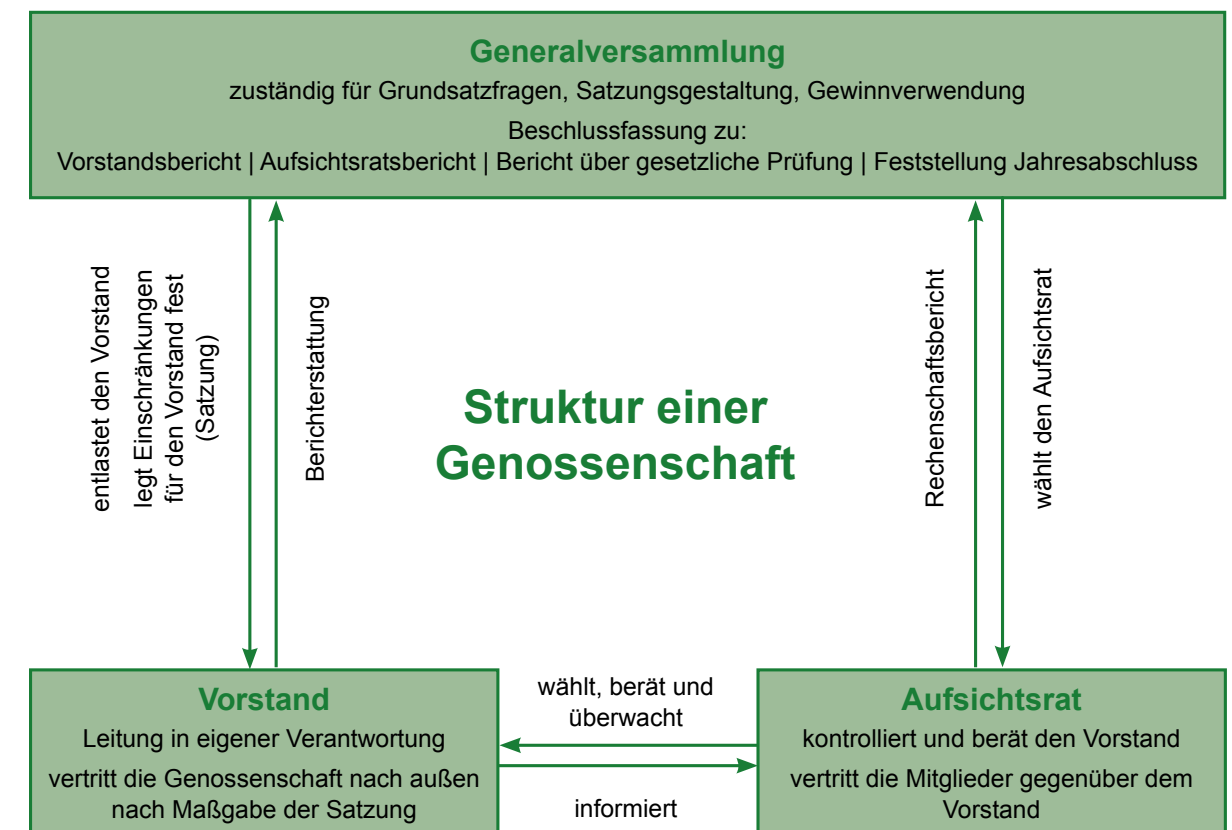 Generalversammlung
zuständig für Grundsatzfragen, Satzungsgestaltung, Gewinnverwendung
Beschlussfassung zu:
Vorstandsbericht | Aufsichtsratsbericht | Bericht über gesetzliche Prüfung | Feststellung Jahresabschluss
entlastet den Vorstand
legt Einschränkungen
für den Vorstand fest
(Satzung)
Berichterstattung
Struktur einer
Genossenschaft
Rechenschaftsbericht
wählt den Aufsichtsrat
Vorstand
Leitung in eigener Verantwortung
vertritt die Genossenschaft nach außen
nach Maßgabe der Satzung
wählt, berät und
überwacht
informiert
Aufsichtsrat
kontrolliert und berät den Vorstand
vertritt die Mitglieder gegenüber dem
Vorstand